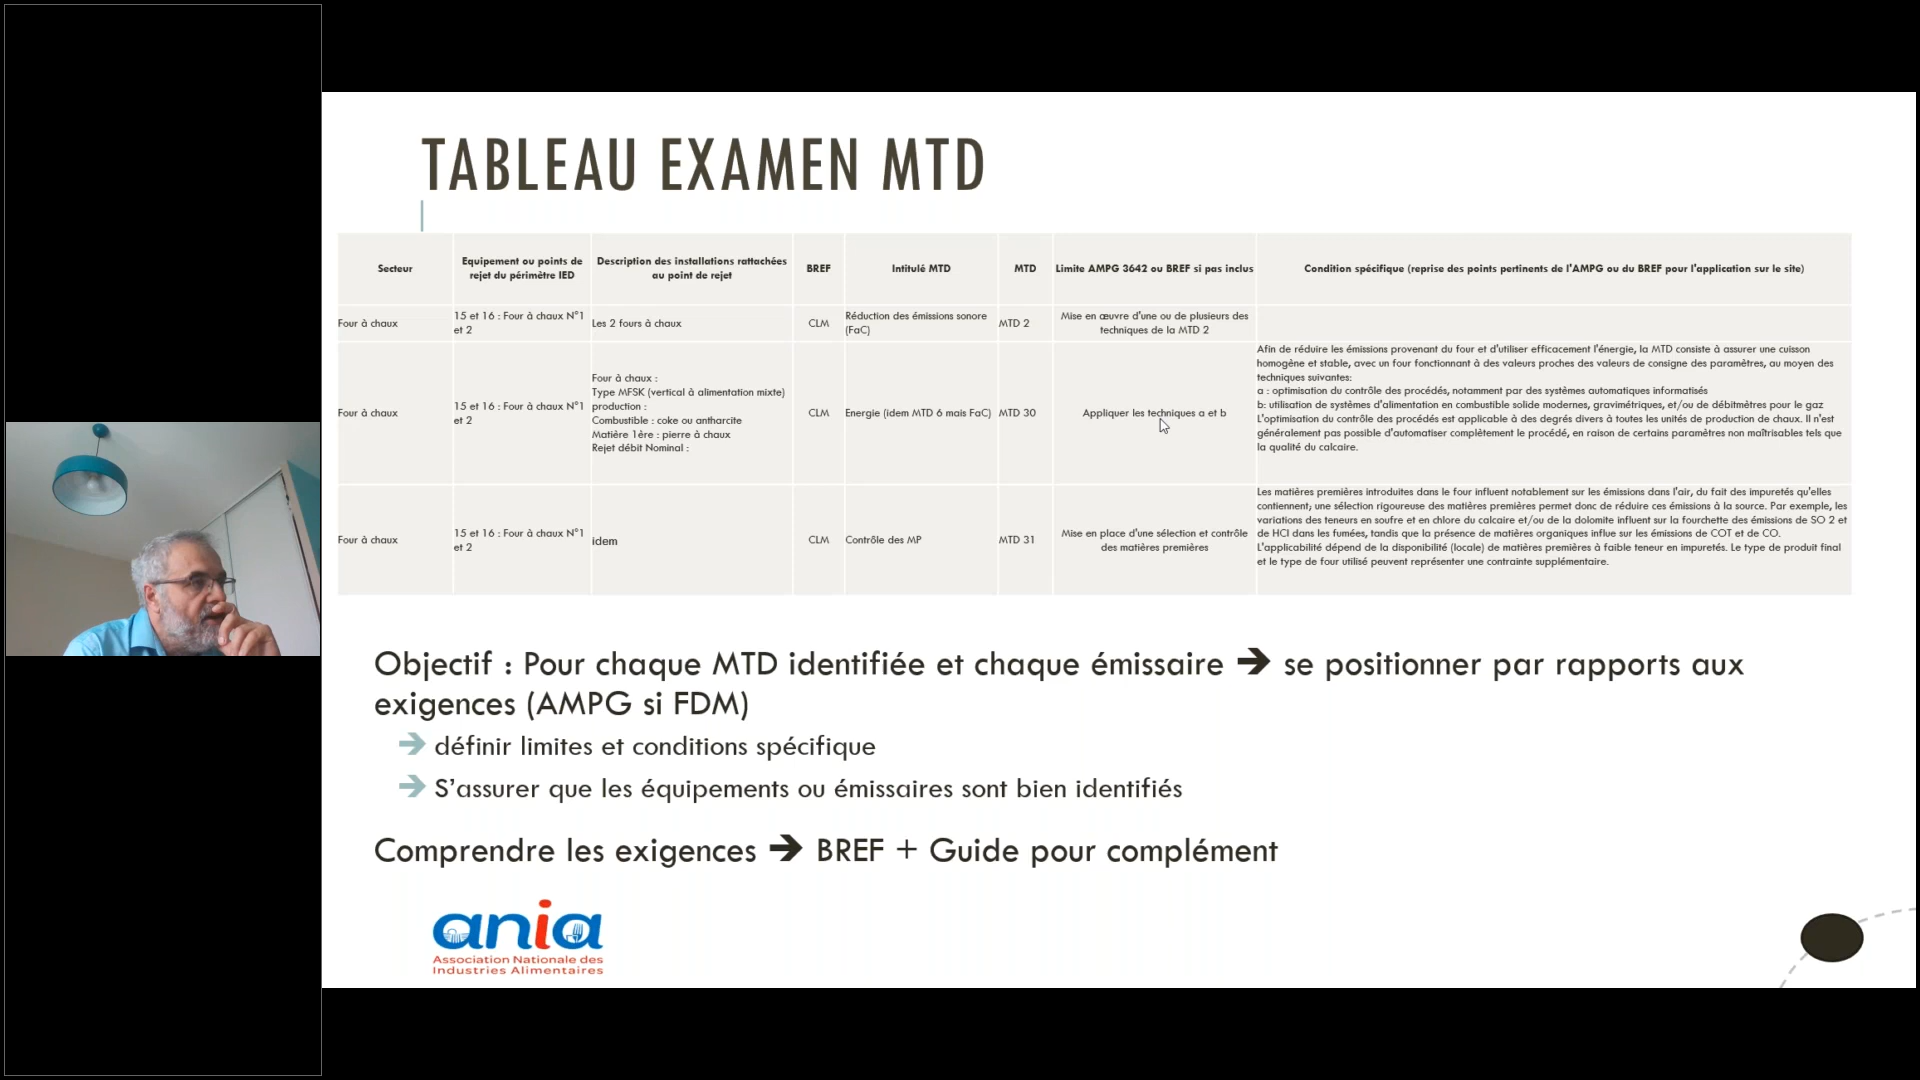 TABLEAU EXAMEN MTD
Secteur
Equipement ou points de
rejet du périmètre IED
Description des installations rattachées
au point de rejet
BREF
Intitulé MTD
MTD
Limite AMPG 3642 ou BREF si pas inclus
Condition spécifique (reprise des points pertinents de l'AMPG ou du BREF pour l'application sur le site)
Four à chaux
15 et 16 : Four à chaux N°1
et 2
Les 2 fours à chaux
CLM
Réduction des émissions sonore
(FaC)
MTD 2
Mise en œuvre d'une ou de plusieurs des
techniques de la MTD 2
Four à chaux
15 et 16 : Four à chaux N°1
et 2
Four à chaux :
Type MFSK (vertical à alimentation mixte)
production :
Combustible : coke ou antharcite
Matière 1ère : pierre à chaux
Rejet débit Nominal :
CLM
Energie (idem MTD 6 mais FaC)
MTD 30
Appliquer les techniques a et b
Afin de réduire les émissions provenant du four et d'utiliser efficacement l'énergie, la MTD consiste à assurer une cuisson
homogène et stable, avec un four fonctionnant à des valeurs proches des valeurs de consigne des paramètres, au moyen des
techniques suivantes:
a : optimisation du contrôle des procédés, notamment par des systèmes automatiques informatisés
b: utilisation de systèmes d'alimentation en combustible solide modernes, gravimétriques, et/ou de débitmètres pour le gaz
L'optimisation du contrôle des procédés est applicable à des degrés divers à toutes les unités de production de chaux. Il n'est
généralement pas possible d'automatiser complètement le procédé, en raison de certains paramètres non maîtrisables tels que
la qualité du calcaire.
Four à chaux
15 et 16 : Four à chaux N°1
et 2
idem
CLM
Contrôle des MP
MTD 31
Mise en place d'une sélection et contrôle
des matières premières
Les matières premières introduites dans le four influent notablement sur les émissions dans l'air, du fait des impuretés qu'elles
contiennent; une sélection rigoureuse des matières premières permet donc de réduire ces émissions à la source. Par exemple, les
variations des teneurs en soufre et en chlore du calcaire et/ou de la dolomite influent sur la fourchette des émissions de SO 2 et
de HCl dans les fumées, tandis que la présence de matières organiques influe sur les émissions de COT et de CO.
L'applicabilité dépend de la disponibilité (locale) de matières premières à faible teneur en impuretés. Le type de produit final
et le type de four utilisé peuvent représenter une contrainte supplémentaire.
Objectif : Pour chaque MTD identifiée et chaque émissaire ➔ se positionner par rapports aux
exigences (AMPG si FDM)
➔ définir limites et conditions spécifique
➔ S'assurer que les équipements ou émissaires sont bien identifiés
Comprendre les exigences ➔ BREF + Guide pour complément
ania
Association Nationale des
Industries Alimentaires